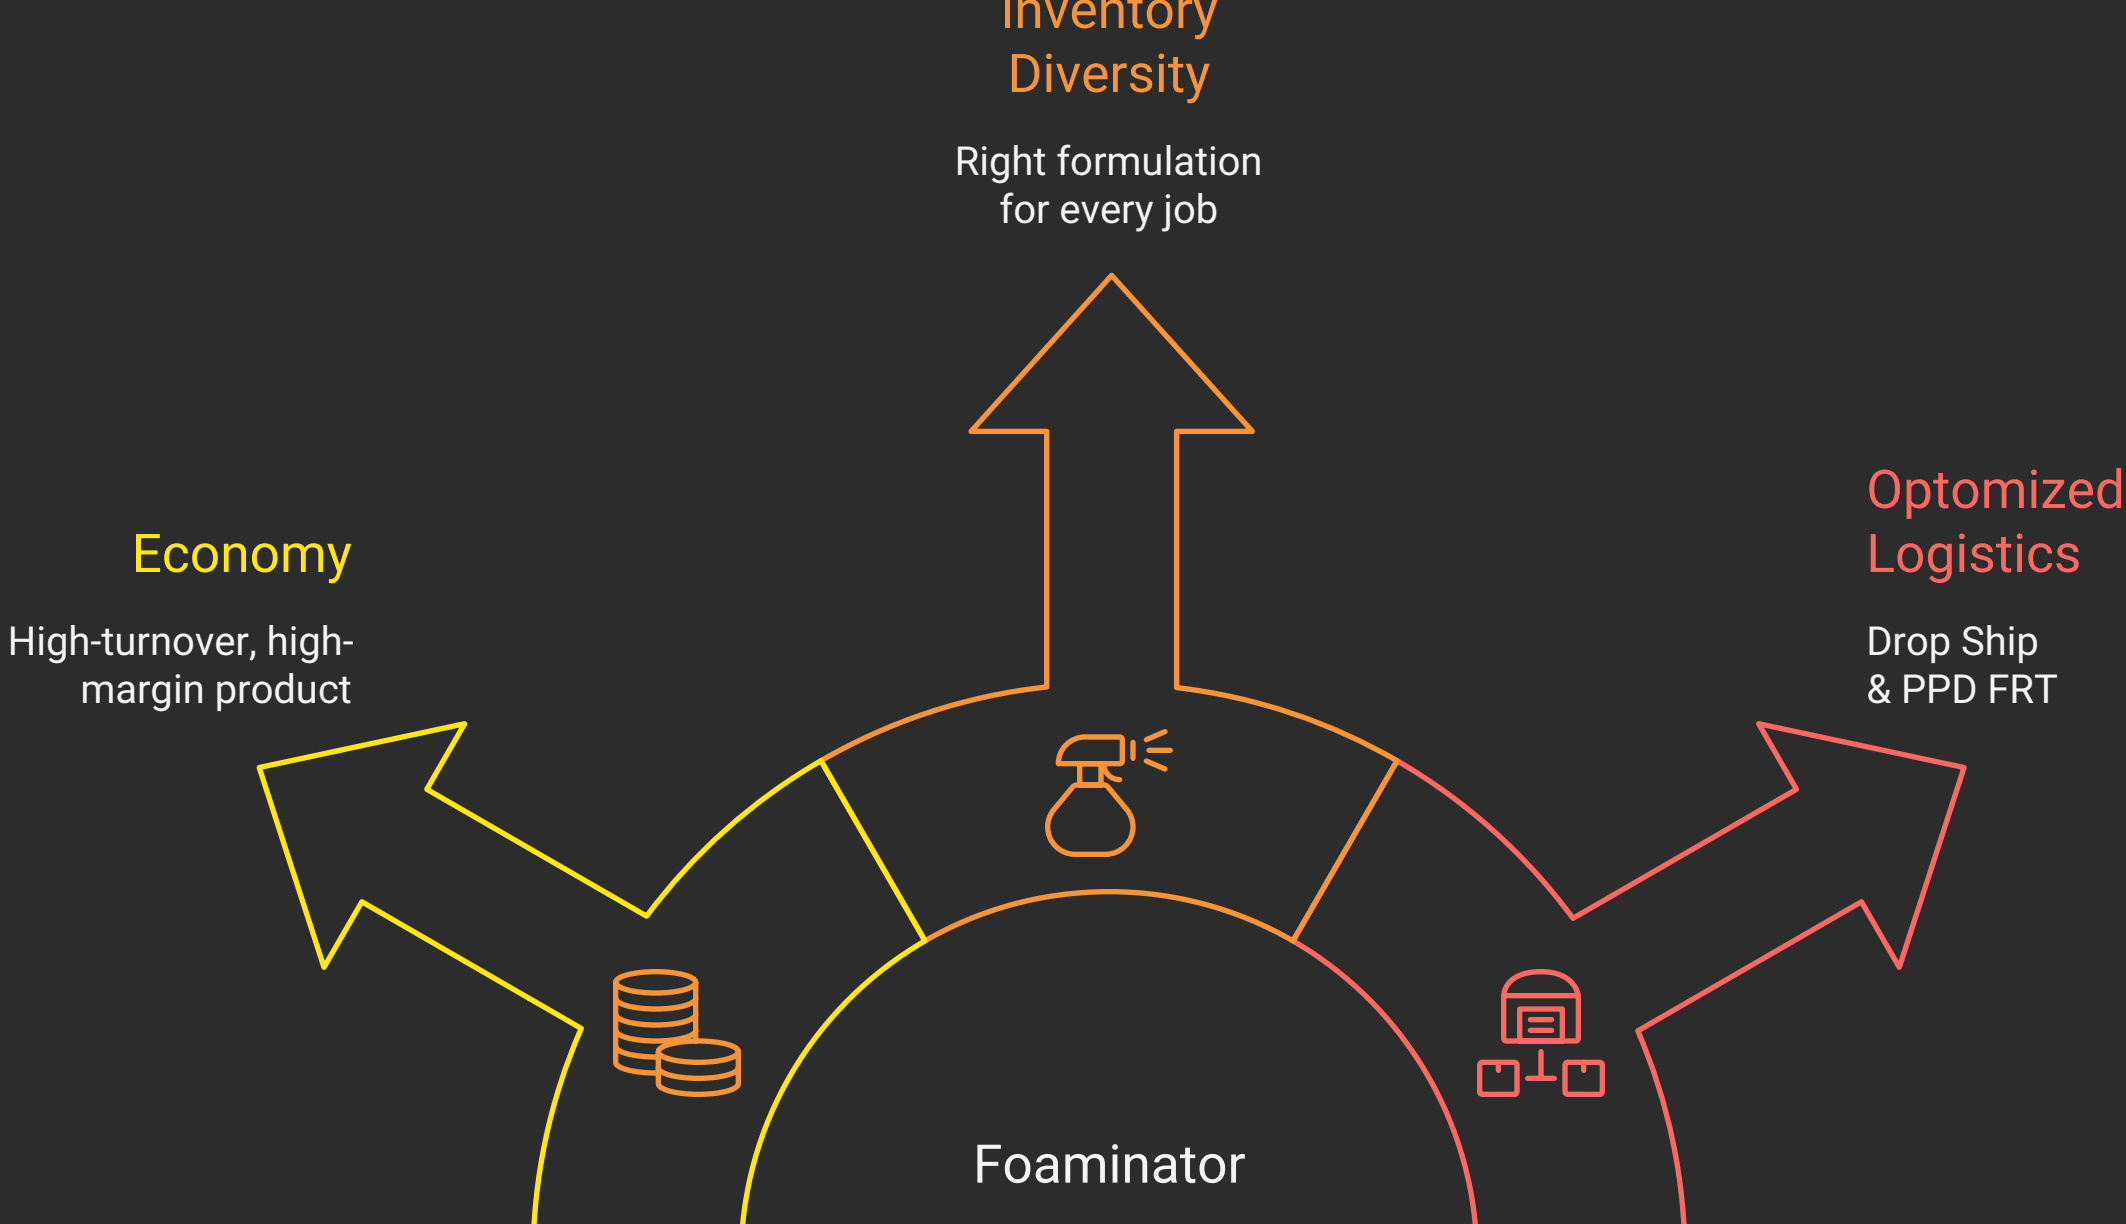 Inventory
Diversity
Right formulation
for every job
Economy
High-turnover, high-
margin product
Optomized
Logistics
Drop Ship
& PPD FRT
Foaminator